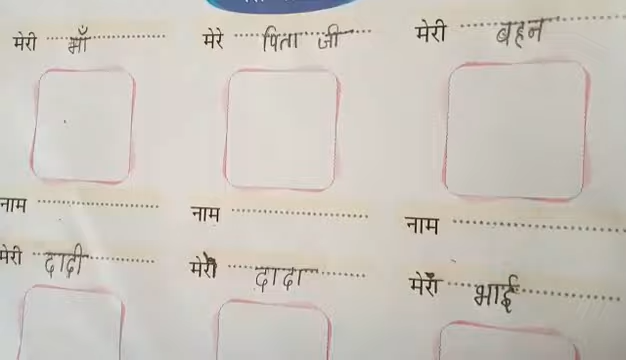 मेरी माँ
मेरे पिता जी
मेरी बहन
नाम
नाम
नाम
मेरी दादी
मेरे दादा
मेरा भाई